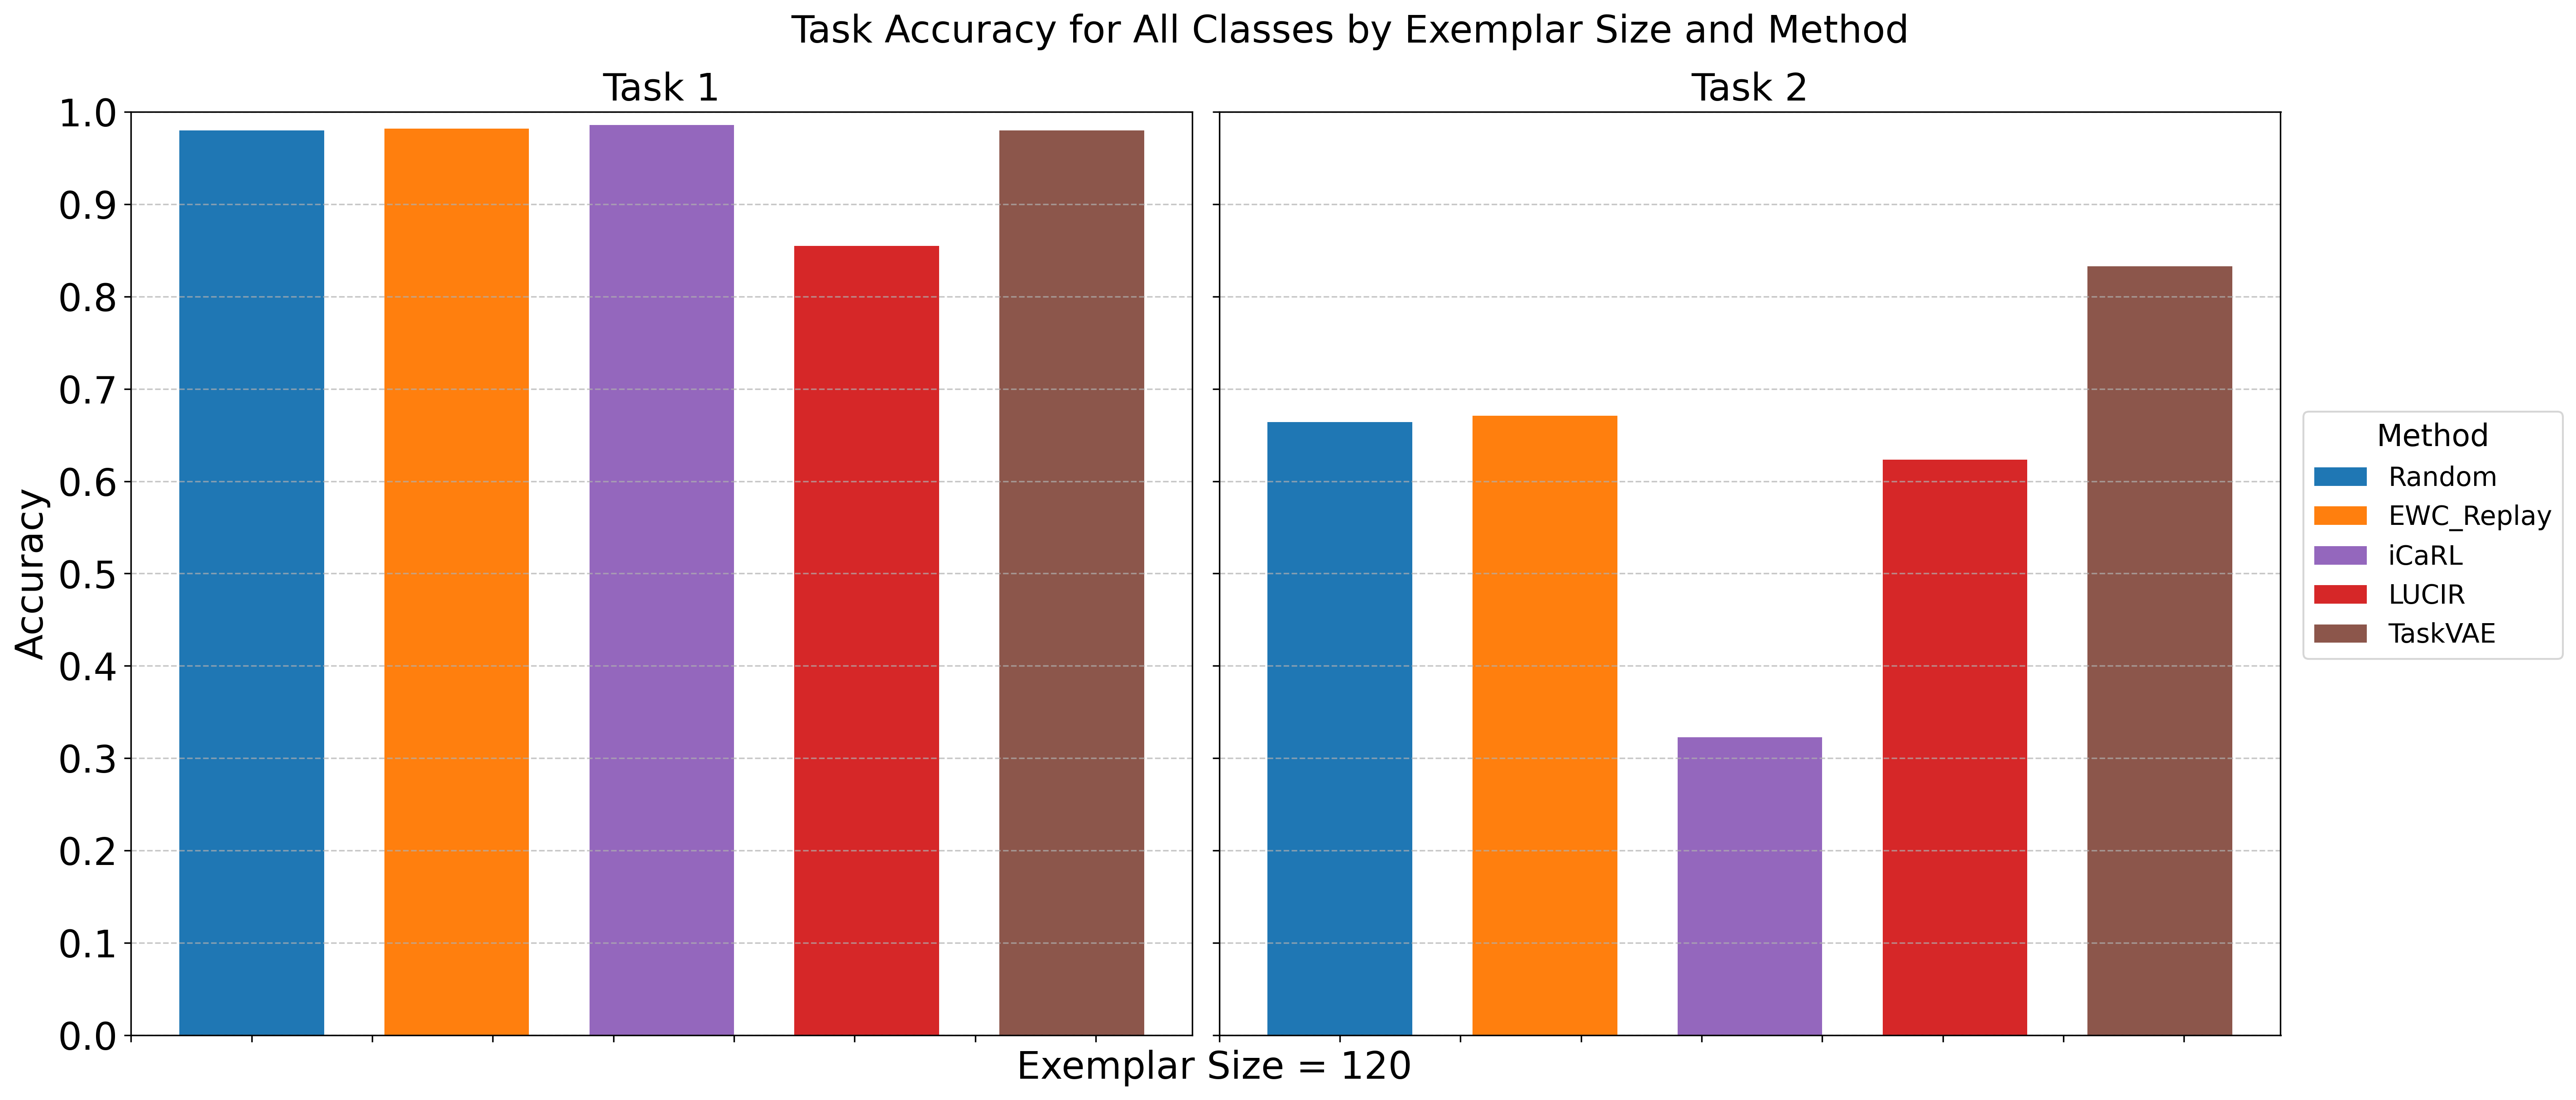 Task Accuracy for All Classes by Exemplar Size and Method
Task 1
Task 2
Accuracy
1.0
0.9
0.8
0.7
0.6
0.5
0.4
0.3
0.2
0.1
0.0
Exemplar Size = 120
Method
Random
EWC_Replay
iCaRL
LUCIR
TaskVAE